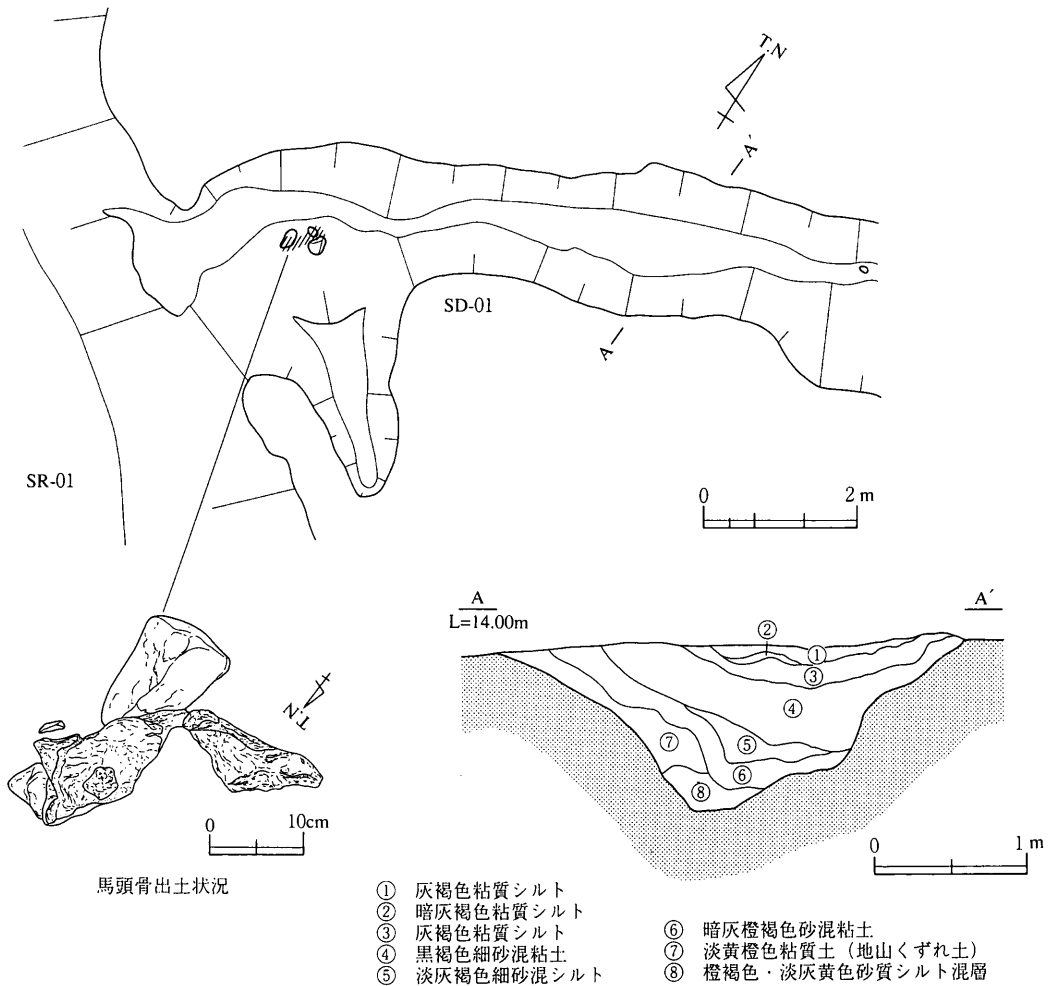 T.N
A´
SD-01
A
SR-01
0 2 m
A A´
L=14.00m
②
①
③
④
⑤
⑦
⑥
⑧
T.N
0 10cm
0 1 m
馬頭骨出土状況
① 灰褐色粘質シルト
② 暗灰褐色粘質シルト
③ 灰褐色粘質シルト
④ 黒褐色細砂混粘土
⑤ 淡灰褐色細砂混シルト
⑥ 暗灰橙褐色砂混粘土
⑦ 淡黄橙色粘質土（地山くずれ土）
⑧ 橙褐色・淡灰黄色砂質シルト混層